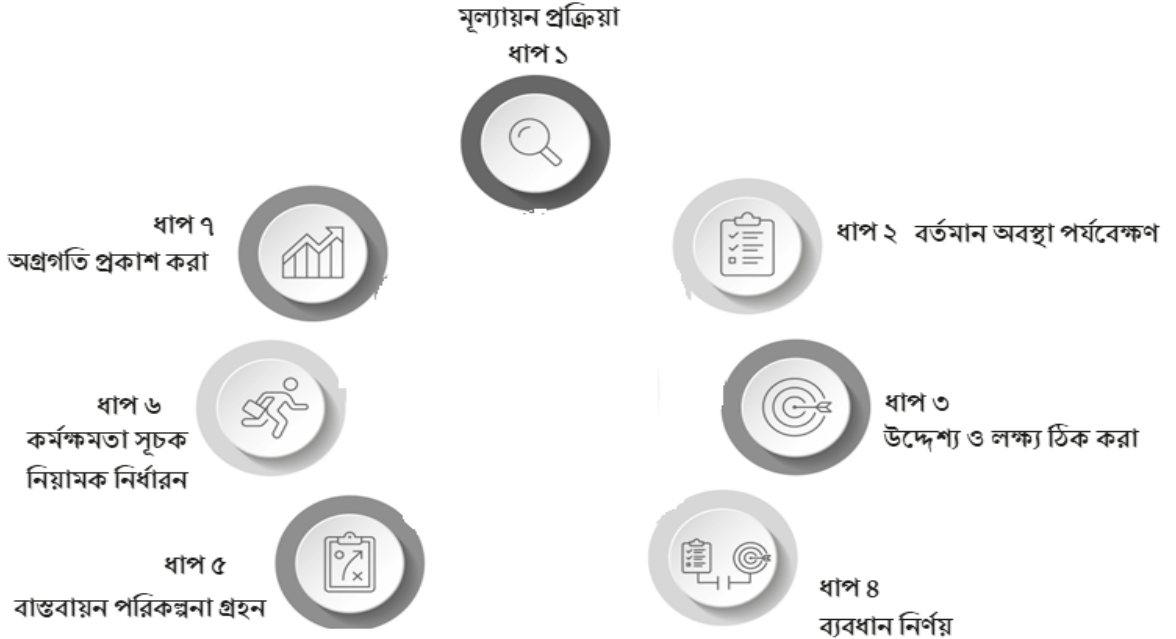 মূল্যায়ন প্রক্রিয়া
ধাপ ১
ধাপ ২ বর্তমান অবস্থা পর্যবেক্ষণ
ধাপ ৩
উদ্দেশ্য ও লক্ষ্য ঠিক করা
ধাপ ৪
ব্যবধান নির্ণয়
ধাপ ৫
বাস্তবায়ন পরিকল্পনা গ্রহন
ধাপ ৬
কর্মক্ষমতা সূচক
নিয়ামক নির্ধারন
ধাপ ৭
অগ্রগতি প্রকাশ করা